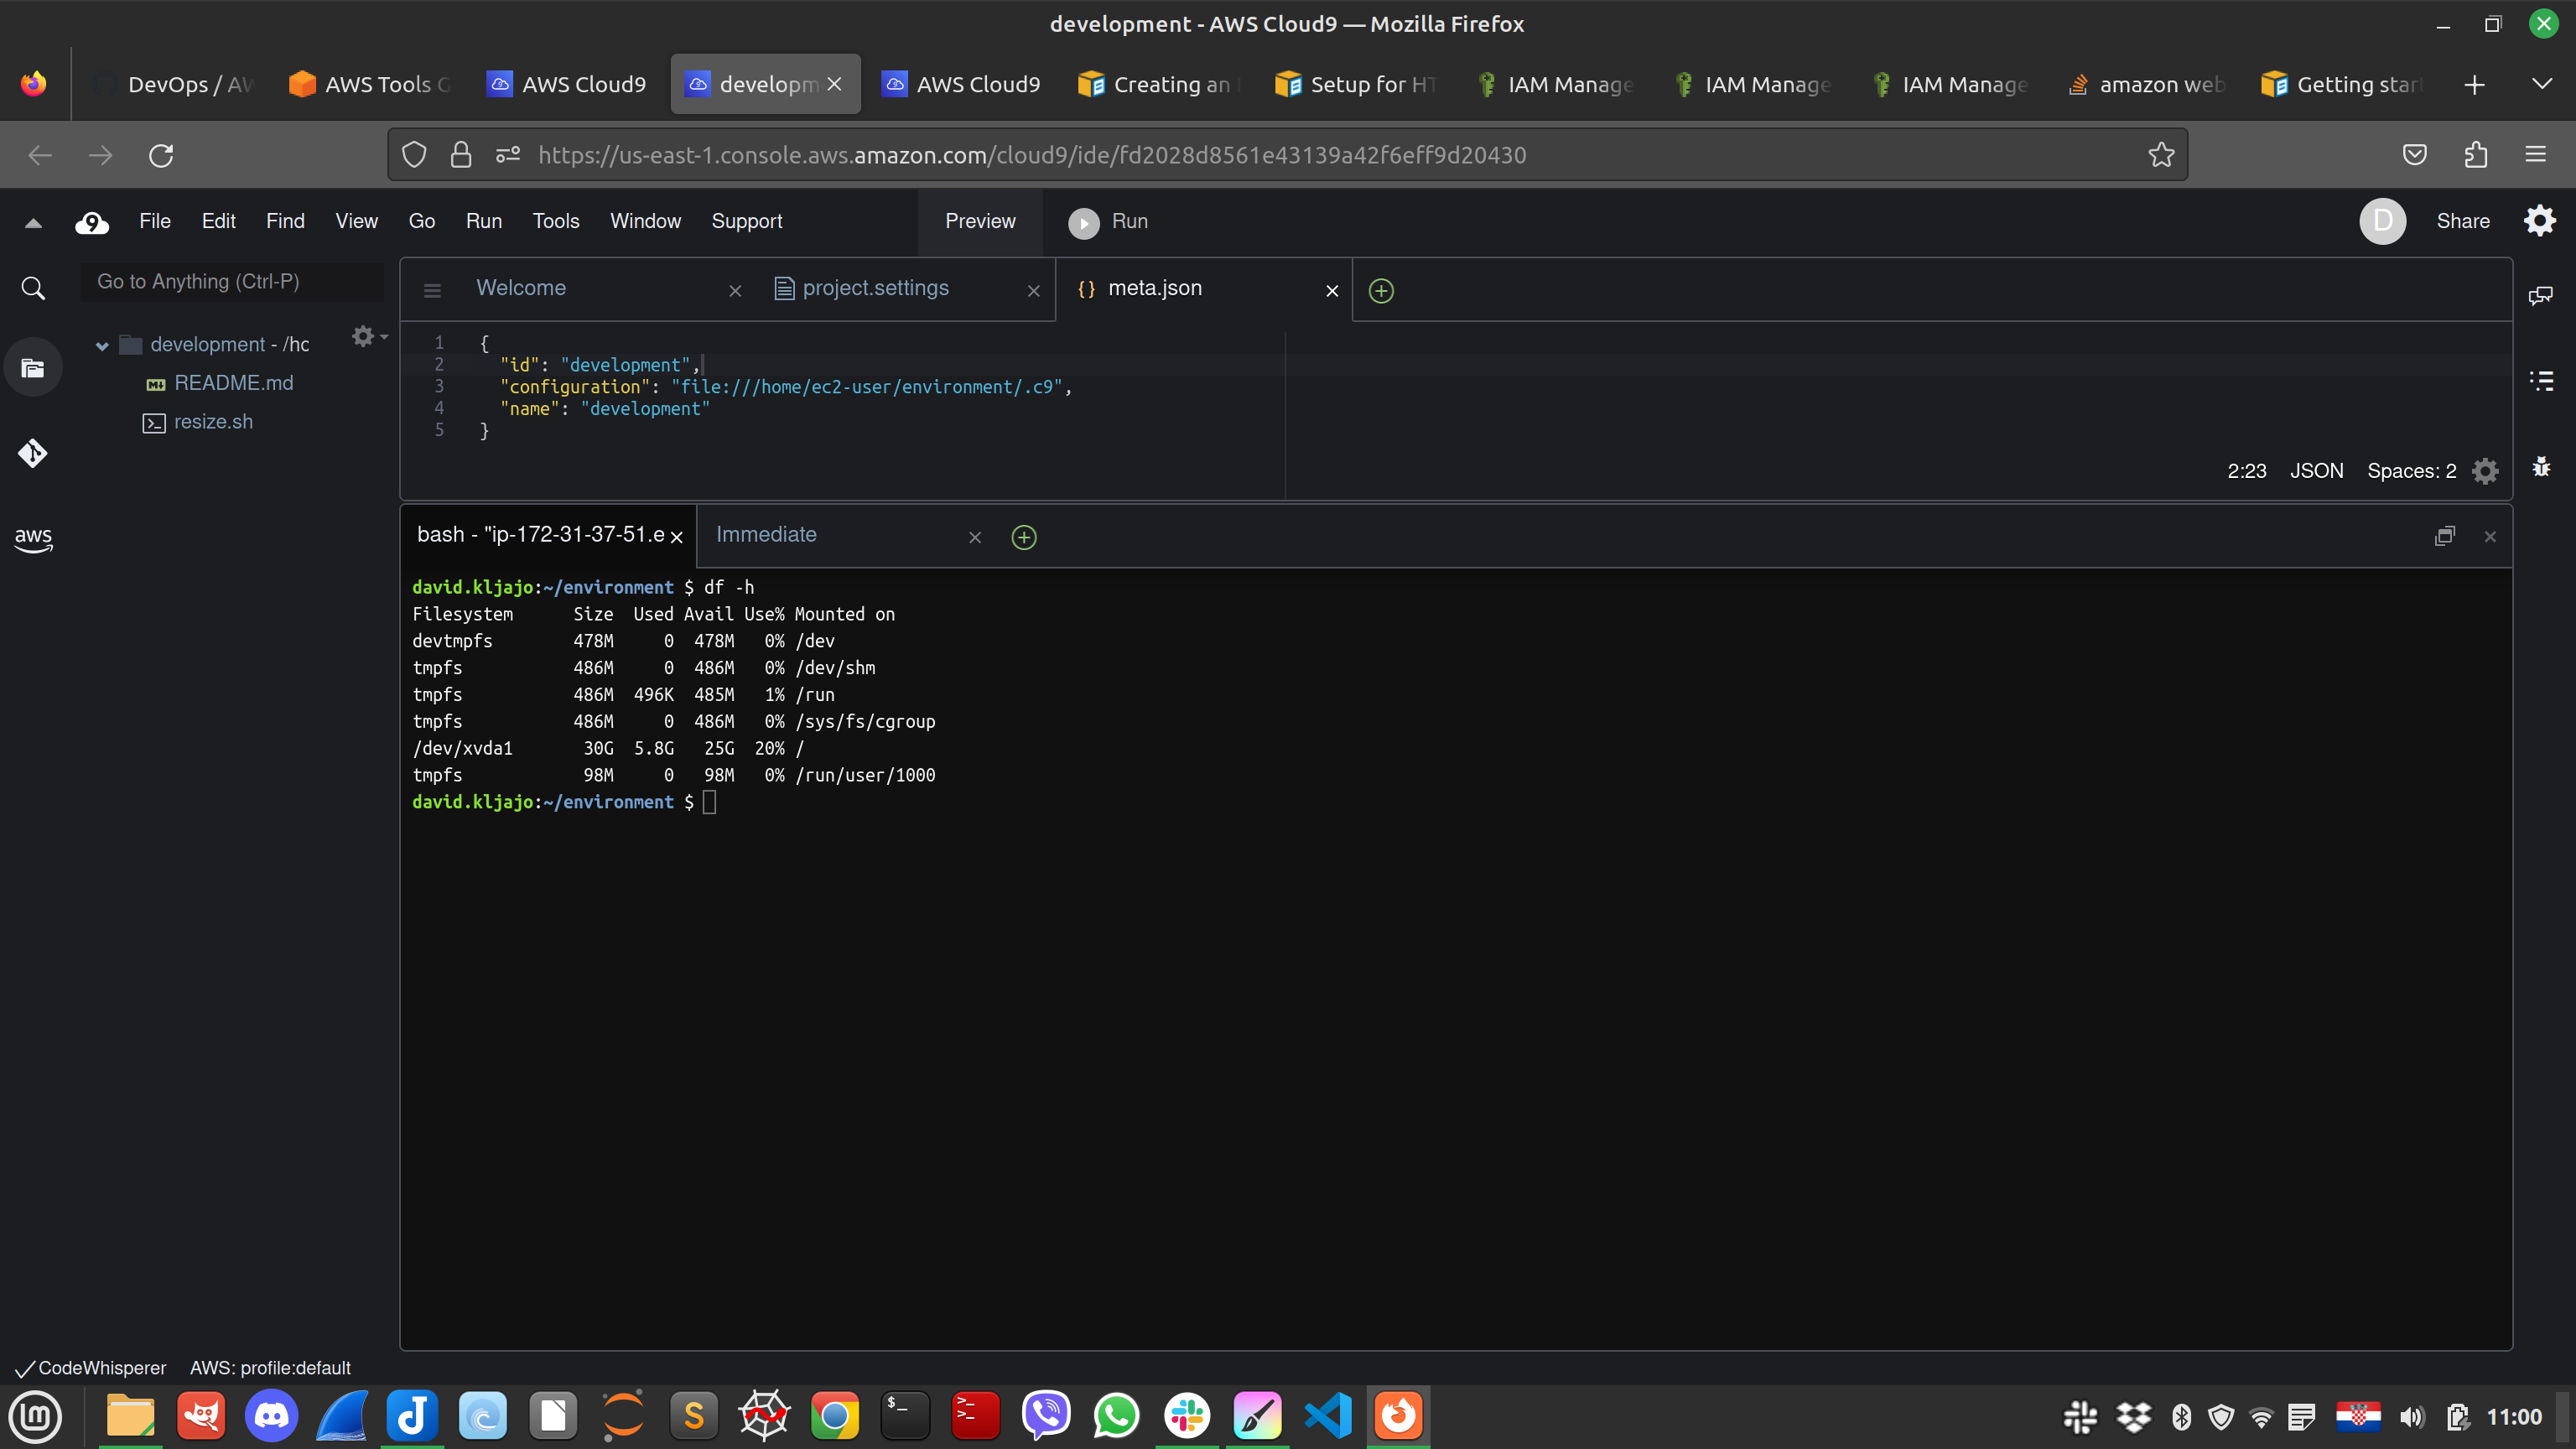 development - AWS Cloud9 — Mozilla Firefox
DevOps / AW
AWS Tools G
AWS Cloud9
developm
AWS Cloud9
Creating an
Setup for HT
IAM Manage
IAM Manage
IAM Manage
amazon web
Getting start
https://us-east-1.console.aws.amazon.com/cloud9/ide/fd2028d8561e43139a42f6eff9d20430
9 File Edit Find View Go Run Tools Window Support Preview Run D Share
Go to Anything (Ctrl-P)
development - /hc
README.md
resize.sh
aws
Welcome project.settings {} meta.json
1 {
2 "id": "development",
3 "configuration": "file:///home/ec2-user/environment/.c9",
4 "name": "development"
5 }
2:23 JSON Spaces: 2
bash - "ip-172-31-37-51.e Immediate
david.kljajo:~/environment $ df -h
Filesystem Size Used Avail Use% Mounted on
devtmpfs 478M 0 478M 0% /dev
tmpfs 486M 0 486M 0% /dev/shm
tmpfs 486M 496K 485M 1% /run
tmpfs 486M 0 486M 0% /sys/fs/cgroup
/dev/xvda1 30G 5.8G 25G 20% /
tmpfs 98M 0 98M 0% /run/user/1000
david.kljajo:~/environment $
CodeWhisperer AWS: profile:default
11:00